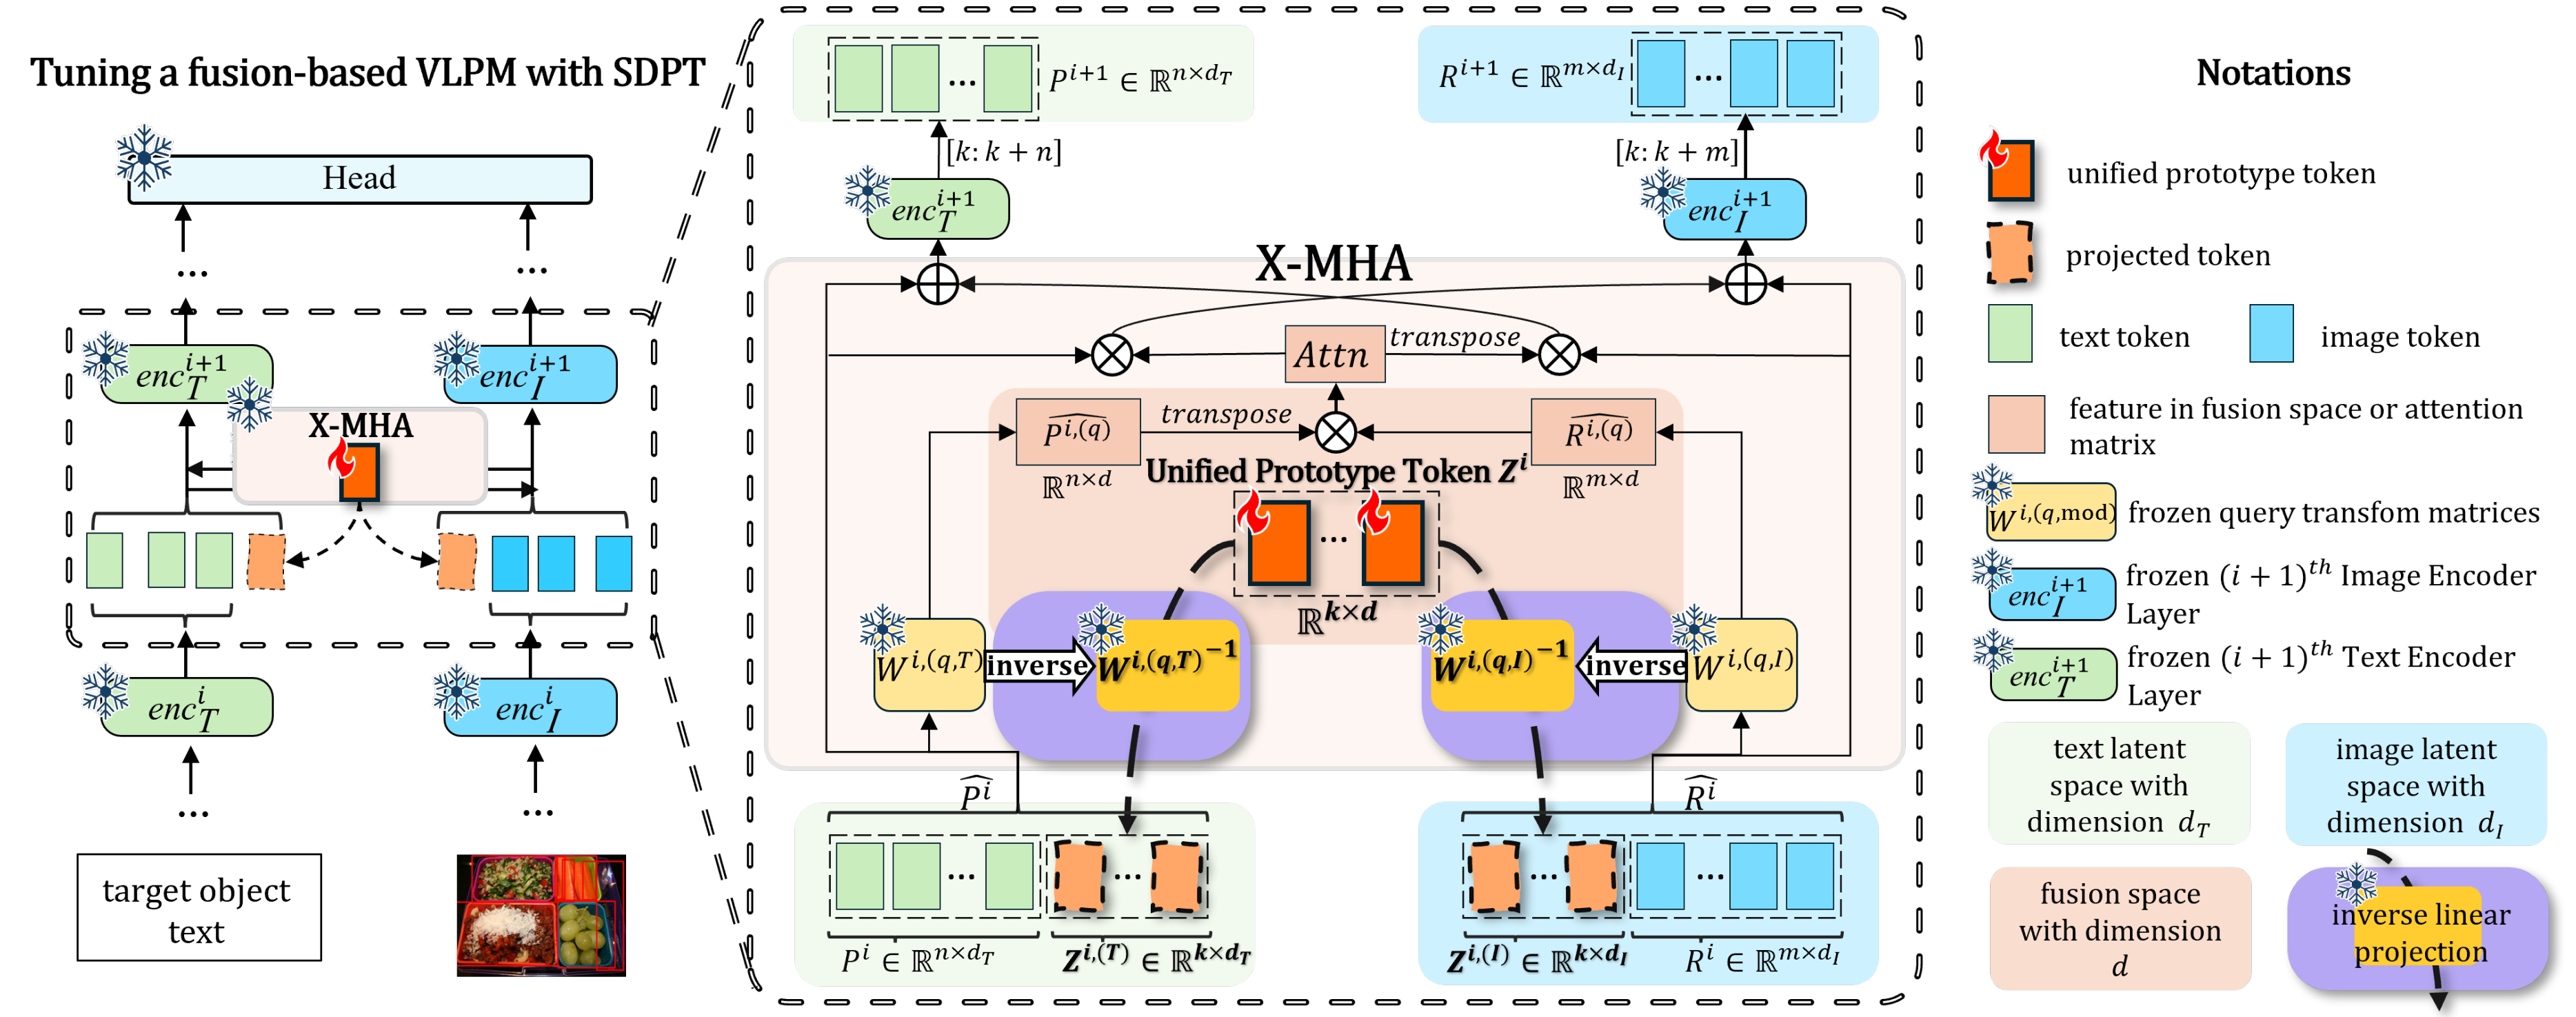 Tuning a fusion-based VLPM with SDPT
Head
...
...
enc_T^{i+1}
enc_I^{i+1}
X-MHA
enc_T^i
enc_I^i
...
...
target object
text
... P^{i+1} ∈ ℝ^{n×d_T}
R^{i+1} ∈ ℝ^{m×d_I} ...
[k: k + n]
[k: k + m]
enc_T^{i+1}
enc_I^{i+1}
X-MHA
Attn
transpose
\widehat{P^{i,(q)}}
transpose
\widehat{R^{i,(q)}}
ℝ^{n×d}
ℝ^{m×d}
Unified Prototype Token Z^i
...
ℝ^{k×d}
W^{i,(q,T)}
inverse
W^{i,(q,T)^{-1}}
W^{i,(q,I)^{-1}}
inverse
W^{i,(q,I)}
\widehat{P^i}
\widehat{R^i}
... ...
... ...
P^i ∈ ℝ^{n×d_T}
Z^{i,(T)} ∈ ℝ^{k×d_T}
Z^{i,(I)} ∈ ℝ^{k×d_I}
R^i ∈ ℝ^{m×d_I}
Notations
unified prototype token
projected token
text token
image token
feature in fusion space or attention
matrix
W^{i,(q,mod)}
frozen query transfom matrices
enc_I^{i+1}
frozen (i + 1)^{th} Image Encoder
Layer
enc_T^{i+1}
frozen (i + 1)^{th} Text Encoder
Layer
text latent
space with
dimension d_T
image latent
space with
dimension d_I
fusion space
with dimension
d
inverse linear
projection